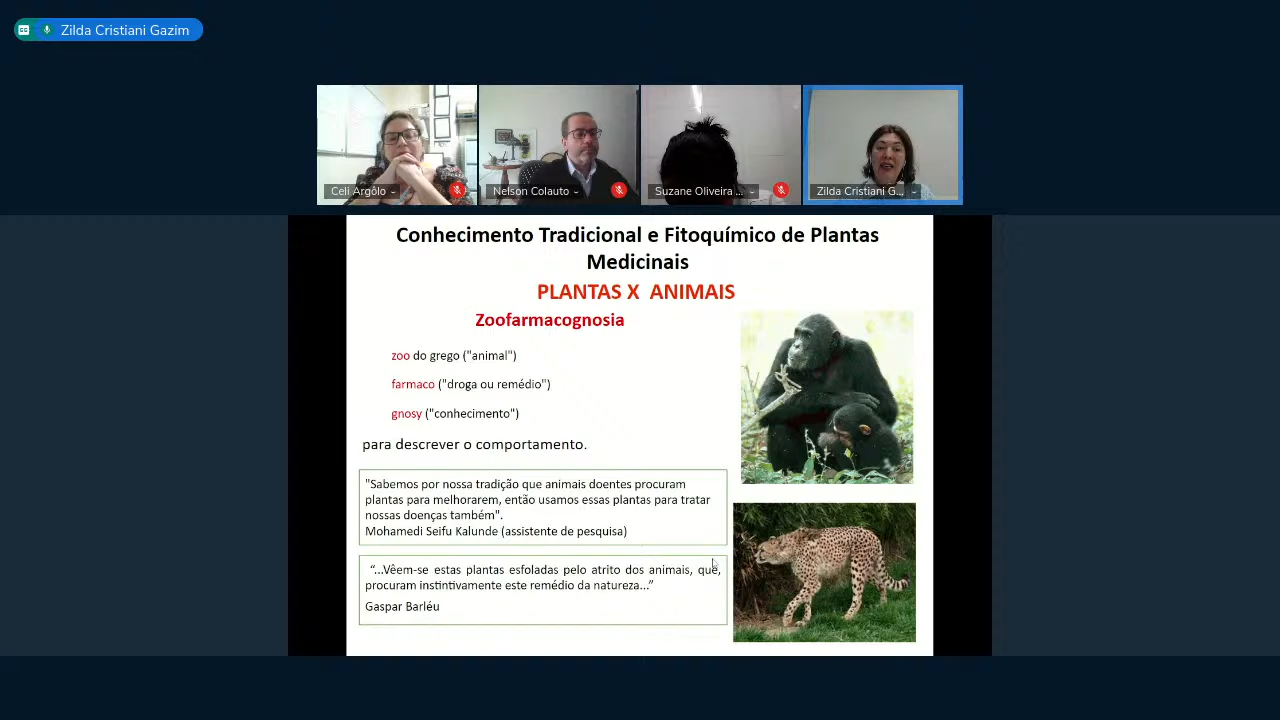 Zilda Cristiani Gazim
Celi Argôlo
Nelson Colauto
Suzane Oliveira ...
Zilda Cristiani G...
Conhecimento Tradicional e Fitoquímico de Plantas
Medicinais
PLANTAS X ANIMAIS
Zoofarmacognosia
zoo do grego ("animal")
farmaco ("droga ou remédio")
gnosy ("conhecimento")
para descrever o comportamento.
"Sabemos por nossa tradição que animais doentes procuram
plantas para melhorarem, então usamos essas plantas para tratar
nossas doenças também".
Mohamedi Seifu Kalunde (assistente de pesquisa)
“...Vêem-se estas plantas esfoladas pelo atrito dos animais, que,
procuram instintivamente este remédio da natureza...”
Gaspar Barléu